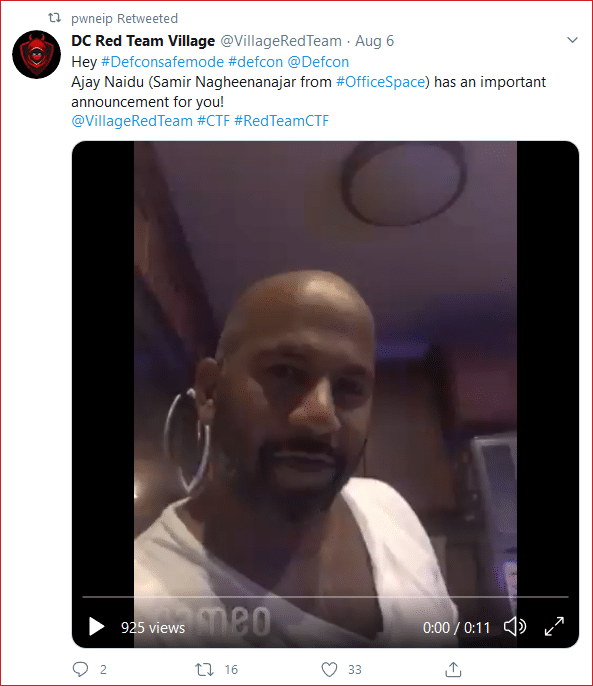 pwneip Retweeted
DC Red Team Village @VillageRedTeam · Aug 6
Hey #Defconsafemode #defcon @Defcon
Ajay Naidu (Samir Nagheenanajar from #OfficeSpace) has an important
announcement for you!
@VillageRedTeam #CTF #RedTeamCTF
925 views
0:00 / 0:11
2
16
33